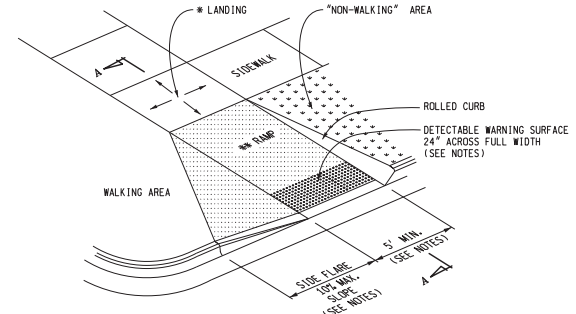 * LANDING
"NON-WALKING" AREA
A
SIDEWALK
ROLLED CURB
** RAMP
DETECTABLE WARNING SURFACE
24" ACROSS FULL WIDTH
(SEE NOTES)
WALKING AREA
5' MIN.
(SEE NOTES)
A
SIDE FLARE
10% MAX.
SLOPE
(SEE NOTES)